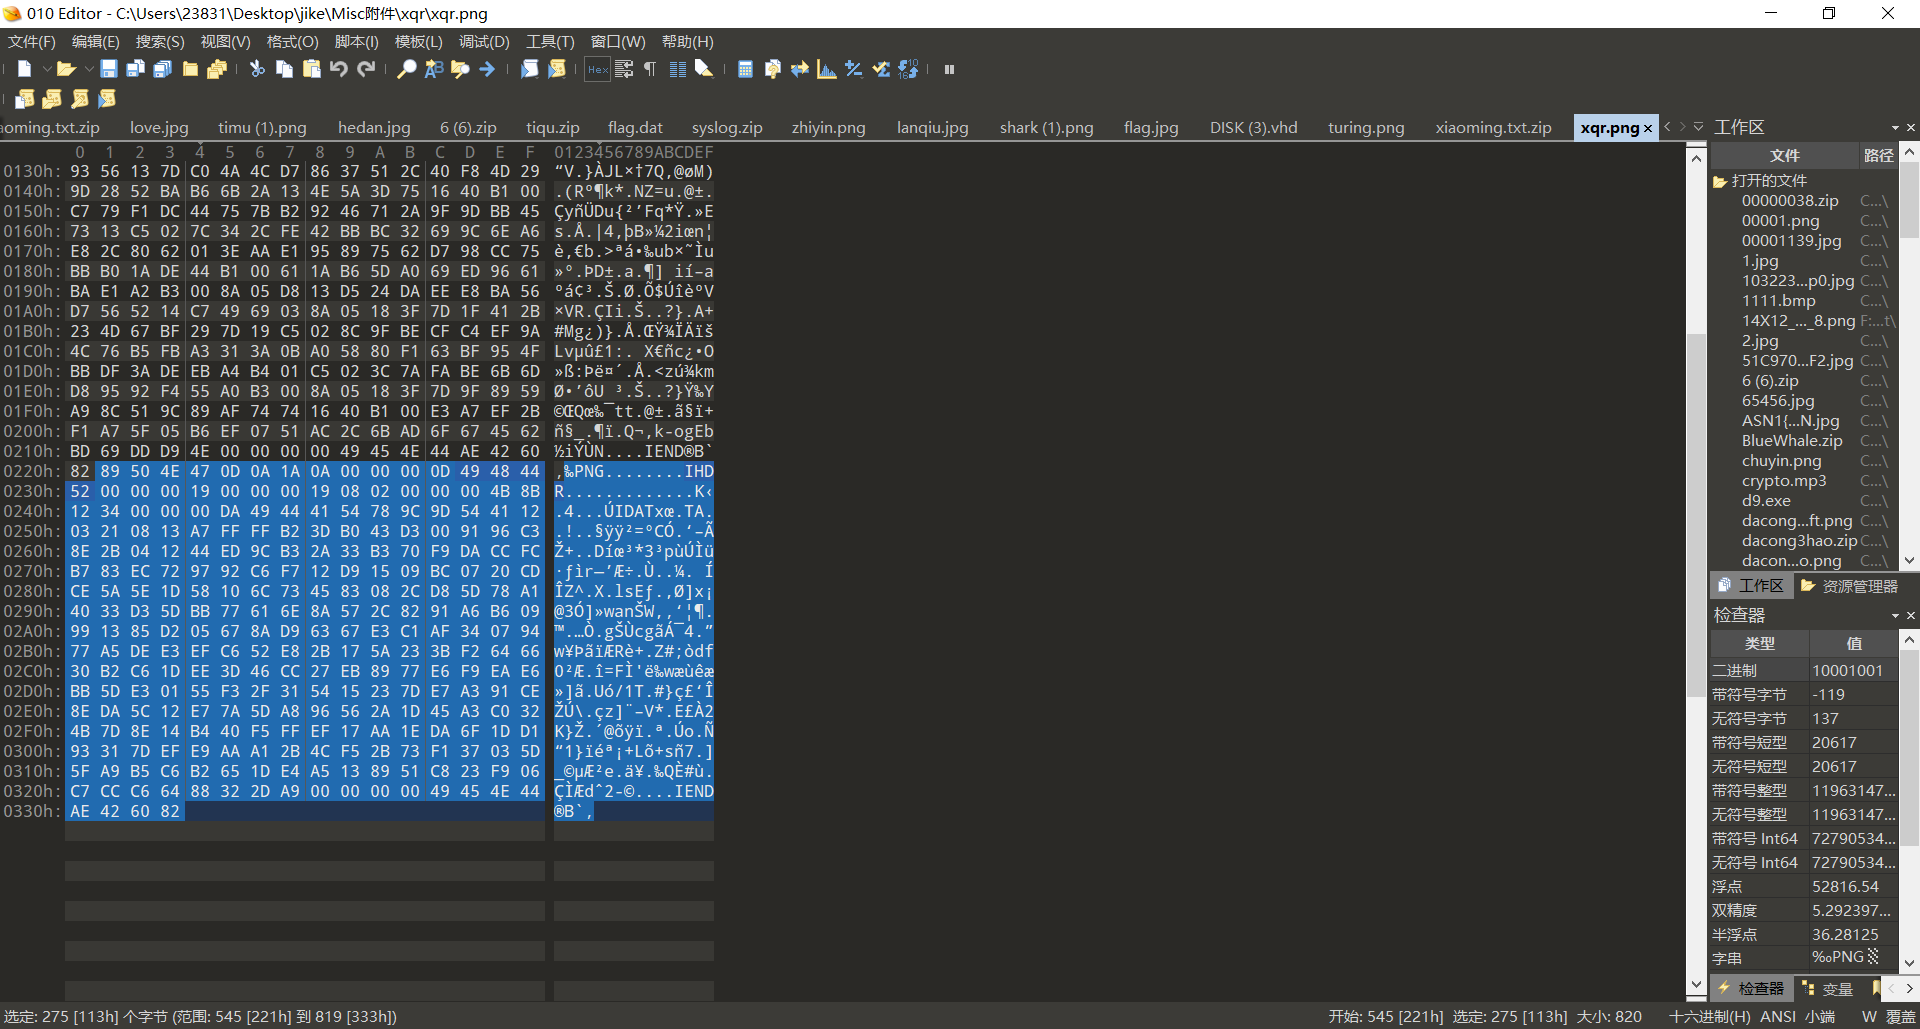 010 Editor - C:\Users\23831\Desktop\jike\Misc附件\xqr\xqr.png
文件(F) 编辑(E) 搜索(S) 视图(V) 格式(O) 脚本(I) 模板(L) 调试(D) 工具(T) 窗口(W) 帮助(H)
aoming.txt.zip love.jpg timu (1).png hedan.jpg 6 (6).zip tiqu.zip flag.dat syslog.zip zhiyin.png lanqiu.jpg shark (1).png flag.jpg DISK (3).vhd turing.png xiaoming.txt.zip xqr.png
0 1 2 3 4 5 6 7 8 9 A B C D E F 0123456789ABCDEF
0130h: 93 56 13 7D C0 4A 4C D7 86 37 51 2C 40 F8 4D 29 “V.}ÀJL×†7Q,@øM)
0140h: 9D 28 52 BA B6 6B 2A 13 4E 5A 3D 75 16 40 B1 00 .(Rº¶k*.NZ=u.@±.
0150h: C7 79 F1 DC 44 75 7B B2 92 46 71 2A 9F 9D BB 45 ÇyñÜDu{²’Fq*Ÿ.»E
0160h: 73 13 C5 02 7C 34 2C FE 42 BB BC 32 69 9C 6E A6 s.Å.|4,þB»¼2iœn¦
0170h: E8 2C 80 62 01 3E AA E1 95 89 75 62 D7 98 CC 75 è,€b.>ªá•‰ub×˜Ìu
0180h: BB B0 1A DE 44 B1 00 61 1A B6 5D A0 69 ED 96 61 »°.ÞD±.a.¶] ií–a
0190h: BA E1 A2 B3 00 8A 05 D8 13 D5 24 DA EE E8 BA 56 ºá¢³.Š.Ø.Õ$ÚîèºV
01A0h: D7 56 52 14 C7 49 69 03 8A 05 18 3F 7D 1F 41 2B ×VR.ÇIi.Š..?}.A+
01B0h: 23 4D 67 BF 29 7D 19 C5 02 8C 9F BE CF C4 EF 9A #Mg¿)}.Å.ŒŸ¾ÏÄïš
01C0h: 4C 76 B5 FB A3 31 3A 0B A0 58 80 F1 63 BF 95 4F Lvµû£1:. X€ñc¿•O
01D0h: BB DF 3A DE EB A4 B4 01 C5 02 3C 7A FA BE 6B 6D »ß:Þë¤´.Å.<zú¾km
01E0h: D8 95 92 F4 55 A0 B3 00 8A 05 18 3F 7D 9F 89 59 Ø•’ôU ³.Š..?}Ÿ‰Y
01F0h: A9 8C 51 9C 89 AF 74 74 16 40 B1 00 E3 A7 EF 2B ©ŒQœ‰¯tt.@±.ã§ï+
0200h: F1 A7 5F 05 B6 EF 07 51 AC 2C 6B AD 6F 67 45 62 ñ§_.¶ï.Q¬,k-ogEb
0210h: BD 69 DD D9 4E 00 00 00 00 49 45 4E 44 AE 42 60 ½iÝÙN....IEND®B`
0220h: 82 89 50 4E 47 0D 0A 1A 0A 00 00 00 0D 49 48 44 ‚‰PNG........IHD
0230h: 52 00 00 00 19 00 00 00 19 08 02 00 00 00 4B 8B R.............K‹
0240h: 12 34 00 00 00 DA 49 44 41 54 78 9C 9D 54 41 12 .4...ÚIDATxœ.TA.
0250h: 03 21 08 13 A7 FF FF B2 3D B0 43 D3 00 91 96 C3 .!..§ÿÿ²=°CÓ.‘–Ã
0260h: 8E 2B 04 12 44 ED 9C B3 2A 33 B3 70 F9 DA CC FC Ž+..Díœ³*3³pùÚÌü
0270h: B7 83 EC 72 97 92 C6 F7 12 D9 15 09 BC 07 20 CD ·ƒìr—’Æ÷.Ù..¼. Í
0280h: CE 5A 5E 1D 58 10 6C 73 45 83 08 2C D8 5D 78 A1 ÎZ^.X.lsEƒ.,Ø]x¡
0290h: 40 33 D3 5D BB 77 61 6E 8A 57 2C 82 91 A6 B6 09 @3Ó]»wanŠW,‚‘¦¶.
02A0h: 99 13 85 D2 05 67 8A D9 63 67 E3 C1 AF 34 07 94 ™.…Ò.gŠÙcgãÁ¯4.”
02B0h: 77 A5 DE E3 EF C6 52 E8 2B 17 5A 23 3B F2 64 66 w¥ÞãïÆRè+.Z#;òdf
02C0h: 30 B2 C6 1D EE 3D 46 CC 27 EB 89 77 E6 F9 EA E6 0²Æ.î=FÌ'ë‰wæùêæ
02D0h: BB 5D E3 01 55 F3 2F 31 54 15 23 7D E7 A3 91 CE »]ã.Uó/1T.#}ç£‘Î
02E0h: 8E DA 5C 12 E7 7A 5D A8 96 56 2A 1D 45 A3 C0 32 ŽÚ\.çz]¨–V*.E£À2
02F0h: 4B 7D 8E 14 B4 40 F5 FF EF 17 AA 1E DA 6F 1D D1 K}Ž.´@õÿï.ª.Úo.Ñ
0300h: 93 31 7D EF E9 AA A1 2B 4C F5 2B 73 F1 37 03 5D “1}ïéª¡+Lõ+sñ7.]
0310h: 5F A9 B5 C6 B2 65 1D E4 A5 13 89 51 C8 23 F9 06 _©µÆ²e.ä¥.‰QÈ#ù.
0320h: C7 CC C6 64 88 32 2D A9 00 00 00 00 49 45 4E 44 ÇÌÆdˆ2-©....IEND
0330h: AE 42 60 82 ®B`‚
工作区
文件 路径
打开的文件
00000038.zip C...\
00001.png C...\
00001139.jpg C...\
1.jpg C...\
103223...p0.jpg C...\
1111.bmp C...\
14X12_..._8.png F:...t\
2.jpg C...\
51C970...F2.jpg C...\
6 (6).zip C...\
65456.jpg C...\
ASN1{...N.jpg C...\
BlueWhale.zip C...\
chuyin.png C...\
crypto.mp3 C...\
d9.exe C...\
dacong...ft.png C...\
dacong3hao.zip C...\
dacon...o.png C...\
工作区 资源管理器
检查器
类型 值
二进制 10001001
带符号字节 -119
无符号字节 137
带符号短型 20617
无符号短型 20617
带符号整型 11963147...
无符号整型 11963147...
带符号 Int64 72790534...
无符号 Int64 72790534...
浮点 52816.54
双精度 5.292397...
半浮点 36.28125
字串 ‰PNG
检查器 变量
选定: 275 [113h] 个字节 (范围: 545 [221h] 到 819 [333h])
开始: 545 [221h] 选定: 275 [113h] 大小: 820 十六进制(H) ANSI 小端 W 覆盖